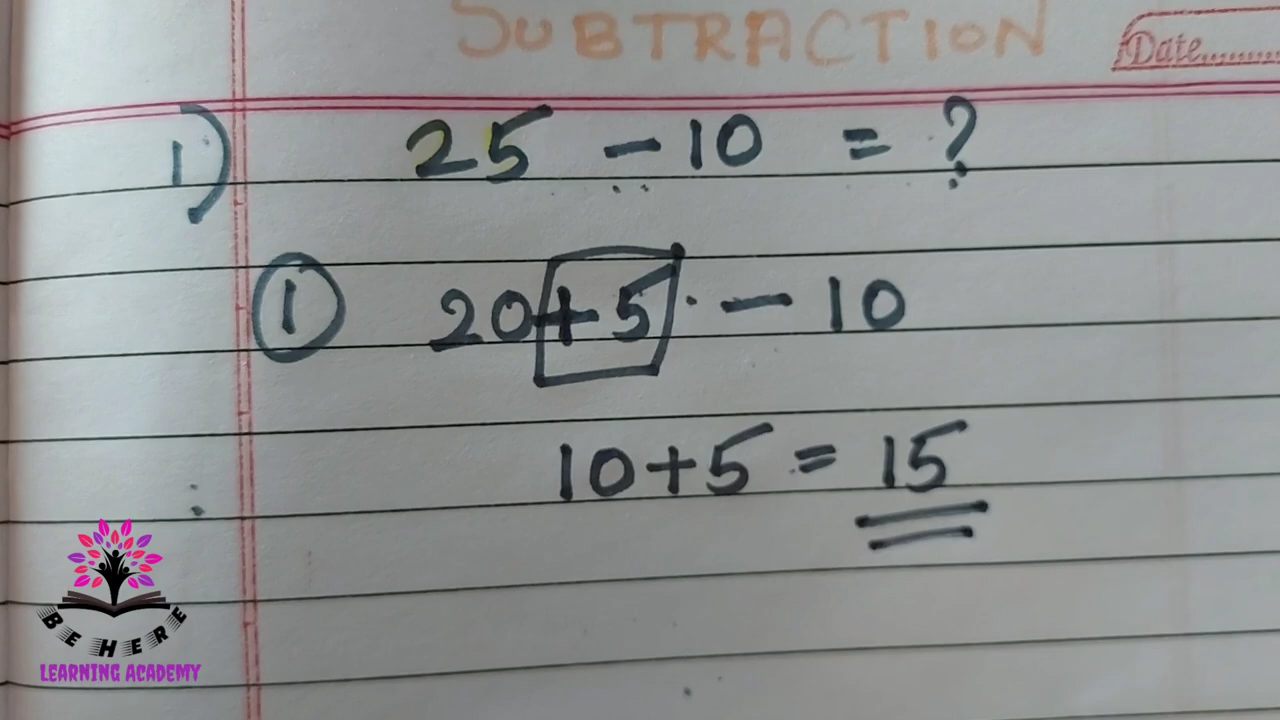 SUBTRACTION
Date..........
1) 25 - 10 = ?
① 20+5 - 10
10+5 = 15
BE HERE
LEARNING ACADEMY